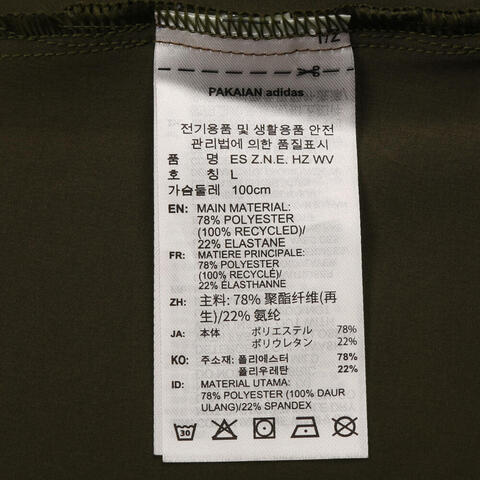 1/2
PAKAIAN adidas
전기용품 및 생활용품 안전
관리법에 의한 품질표시
품 명 ES Z.N.E. HZ WV
호 칭 L
가슴둘레 100cm
EN: MAIN MATERIAL:
78% POLYESTER
(100% RECYCLED)/
22% ELASTANE
FR: MATIERE PRINCIPALE:
78% POLYESTER
(100% RECYCLÉ)/
22% ÉLASTHANNE
ZH: 主料: 78% 聚酯纤维(再
生)/22% 氨纶
JA: 本体 ポリエステル 78%
ポリウレタン 22%
KO: 주소재: 폴리에스터 78%
폴리우레탄 22%
ID: MATERIAL UTAMA:
78% POLYESTER (100% DAUR
ULANG)/22% SPANDEX
30